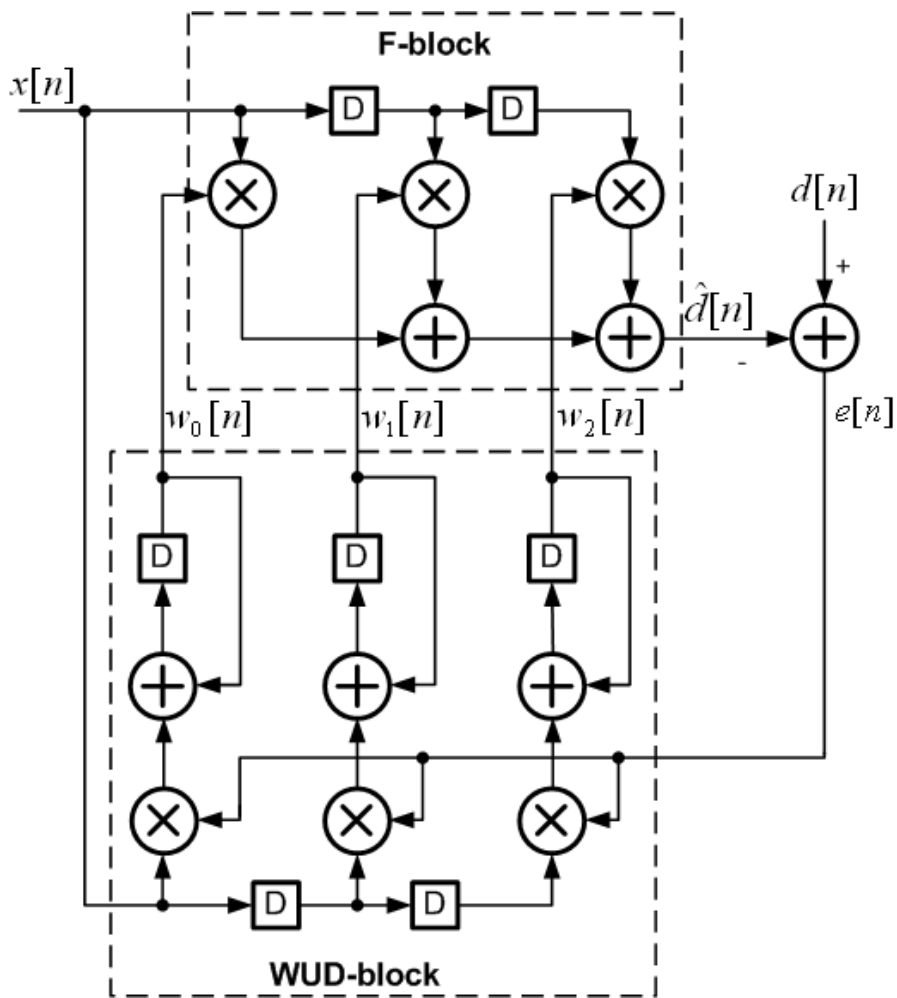 F-block
x[n]
D
D
d[n]
+
d̂[n]
-
w₀[n]
w₁[n]
w₂[n]
e[n]
D
D
D
D
D
WUD-block